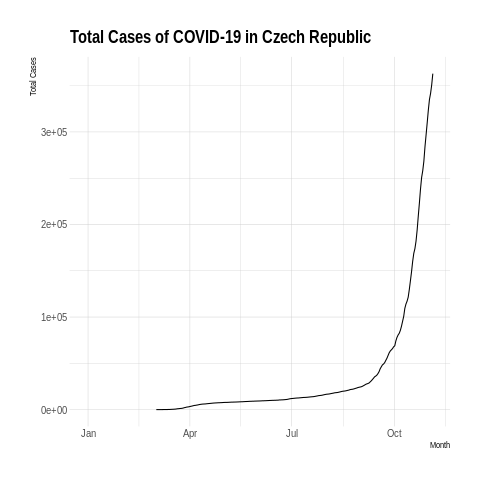 Total Cases of COVID-19 in Czech Republic
Total Cases
3e+05
2e+05
1e+05
0e+00
Jan Apr Jul Oct
Month